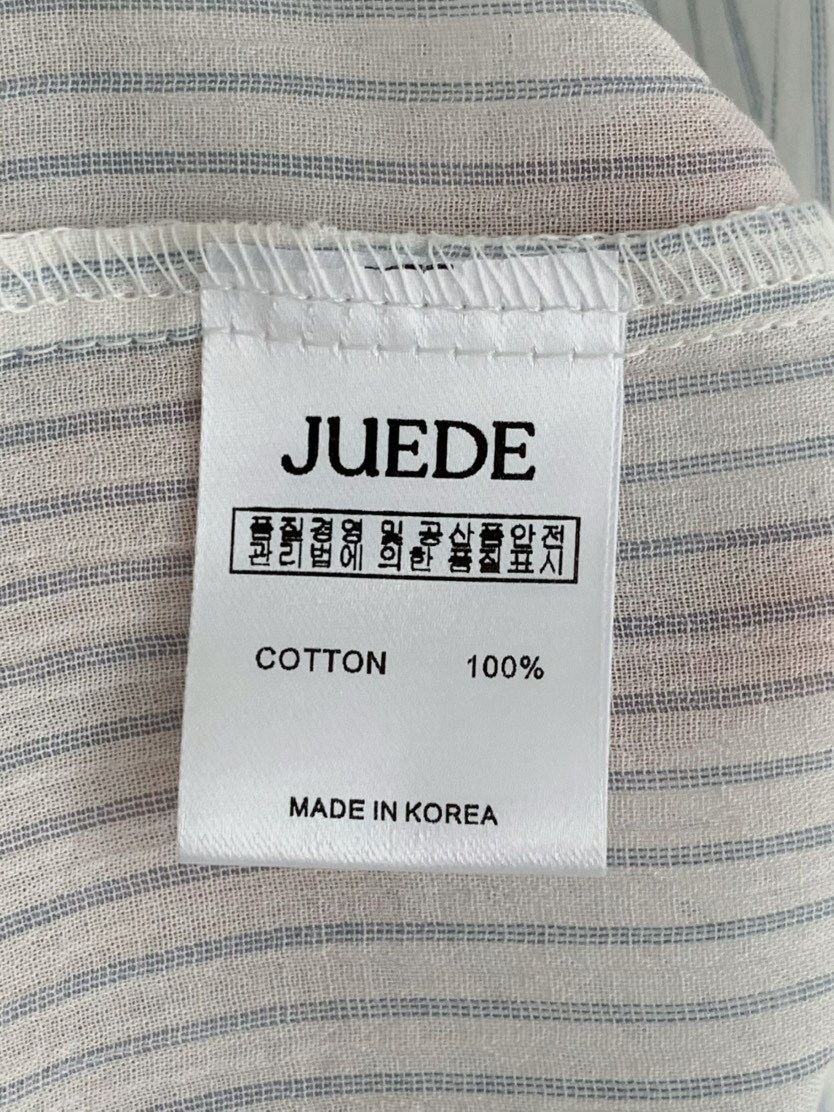 JUEDE
품질경영 및 공산품안전
관리법에 의한 품질표시
COTTON 100%
MADE IN KOREA